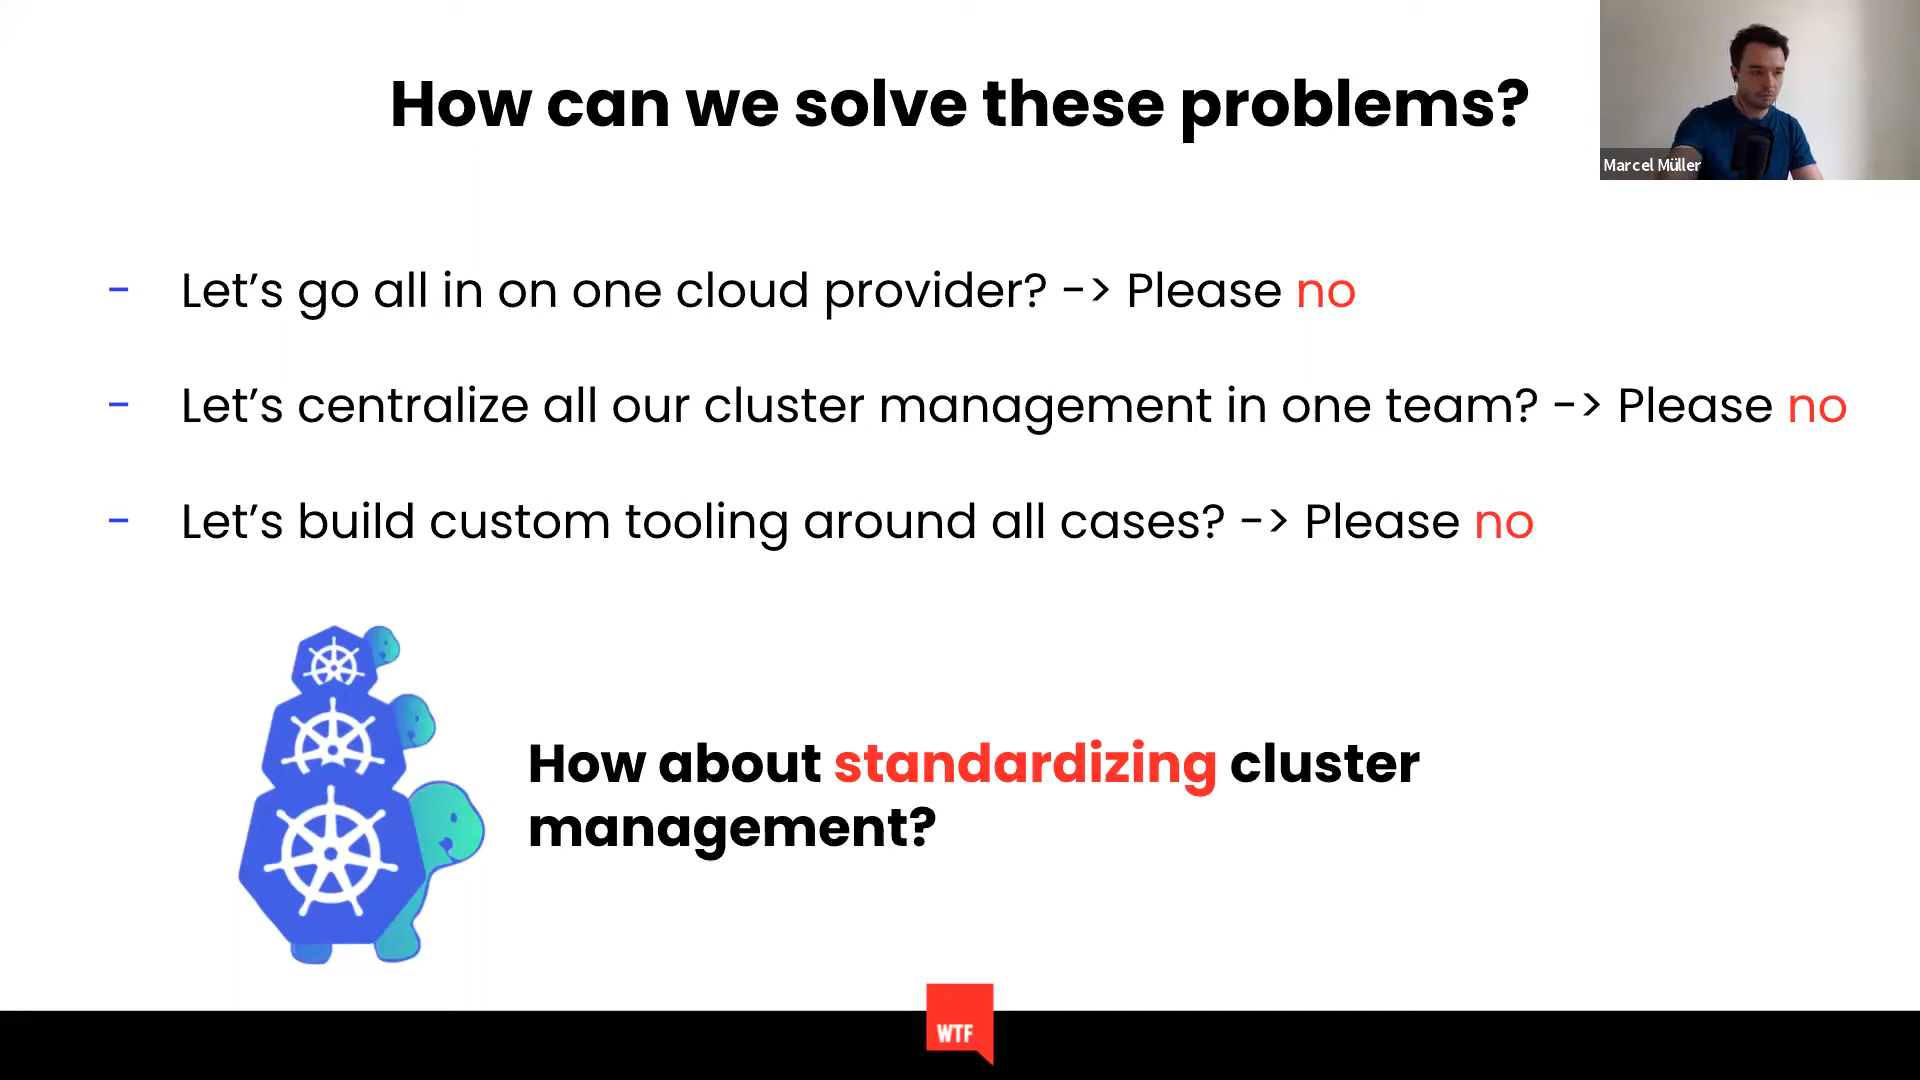 How can we solve these problems?
Marcel Müller
- Let's go all in on one cloud provider? -> Please no
- Let's centralize all our cluster management in one team? -> Please no
- Let's build custom tooling around all cases? -> Please no
How about standardizing cluster
management?
WTF